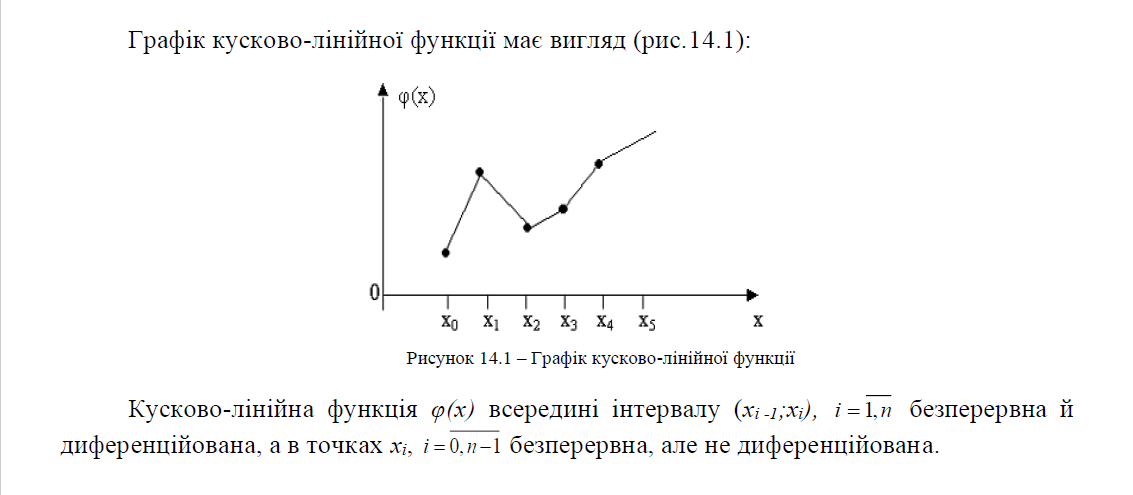 Графік кусково-лінійної функції має вигляд (рис.14.1):
φ(x)
0
x₀ x₁ x₂ x₃ x₄ x₅ x
Рисунок 14.1 – Графік кусково-лінійної функції
Кусково-лінійна функція φ(x) всередині інтервалу (xᵢ₋₁;xᵢ), i = 1,n безперервна й
диференційована, а в точках xᵢ, i = 0,n−1 безперервна, але не диференційована.